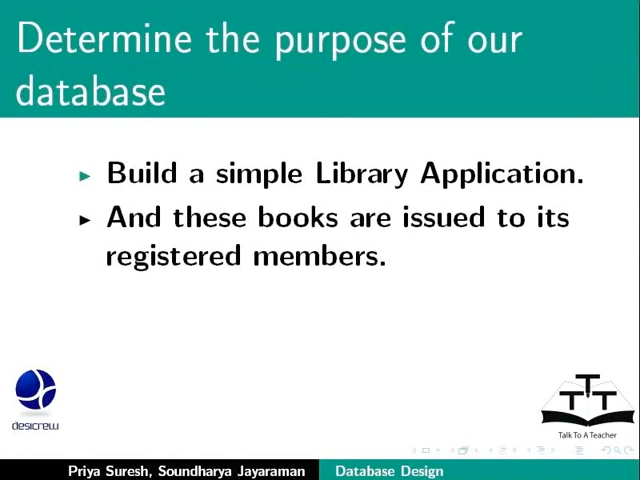 Determine the purpose of our
database
▶ Build a simple Library Application.
▶ And these books are issued to its
registered members.
desicrew
TTT
Talk To A Teacher
Priya Suresh, Soundharya Jayaraman Database Design